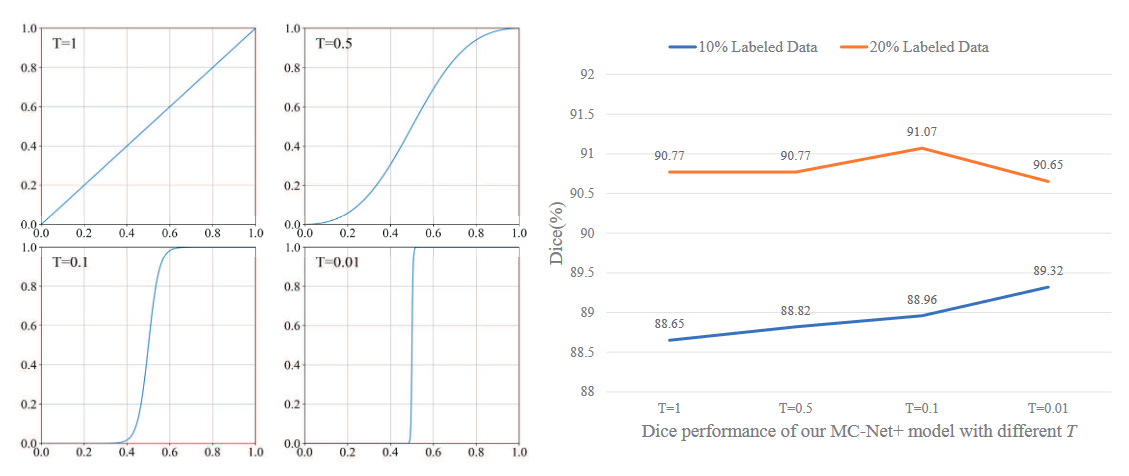 T=1
1.0
0.8
0.6
0.4
0.2
0.0
0.0 0.2 0.4 0.6 0.8 1.0
T=0.5
1.0
0.8
0.6
0.4
0.2
0.0
0.0 0.2 0.4 0.6 0.8 1.0
T=0.1
1.0
0.8
0.6
0.4
0.2
0.0
0.0 0.2 0.4 0.6 0.8 1.0
T=0.01
1.0
0.8
0.6
0.4
0.2
0.0
0.0 0.2 0.4 0.6 0.8 1.0
10% Labeled Data 20% Labeled Data
Dice(%)
92
91.5
91
90.5
90
89.5
89
88.5
88
90.77 90.77 91.07 90.65
88.65 88.82 88.96 89.32
T=1 T=0.5 T=0.1 T=0.01
Dice performance of our MC-Net+ model with different T